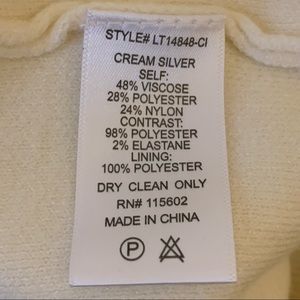 STYLE# LT14848-CI
CREAM SILVER
SELF:
48% VISCOSE
28% POLYESTER
24% NYLON
CONTRAST:
98% POLYESTER
2% ELASTANE
LINING:
100% POLYESTER
DRY CLEAN ONLY
RN# 115602
MADE IN CHINA
P